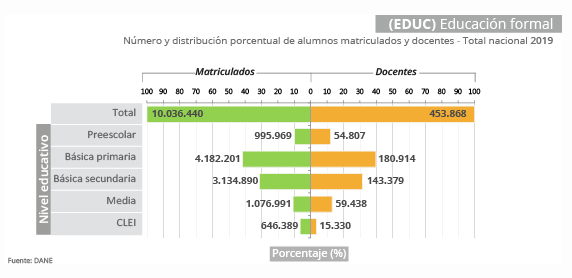 (EDUC) Educación formal
Número y distribución porcentual de alumnos matriculados y docentes - Total nacional 2019
Matriculados Docentes
100 90 80 70 60 50 40 30 20 10 0 10 20 30 40 50 60 70 80 90 100
Total 10.036.440 453.868
Preescolar 995.969 54.807
Básica primaria 4.182.201 180.914
Básica secundaria 3.134.890 143.379
Media 1.076.991 59.438
CLEI 646.389 15.330
Nivel educativo
Porcentaje (%)
Fuente: DANE